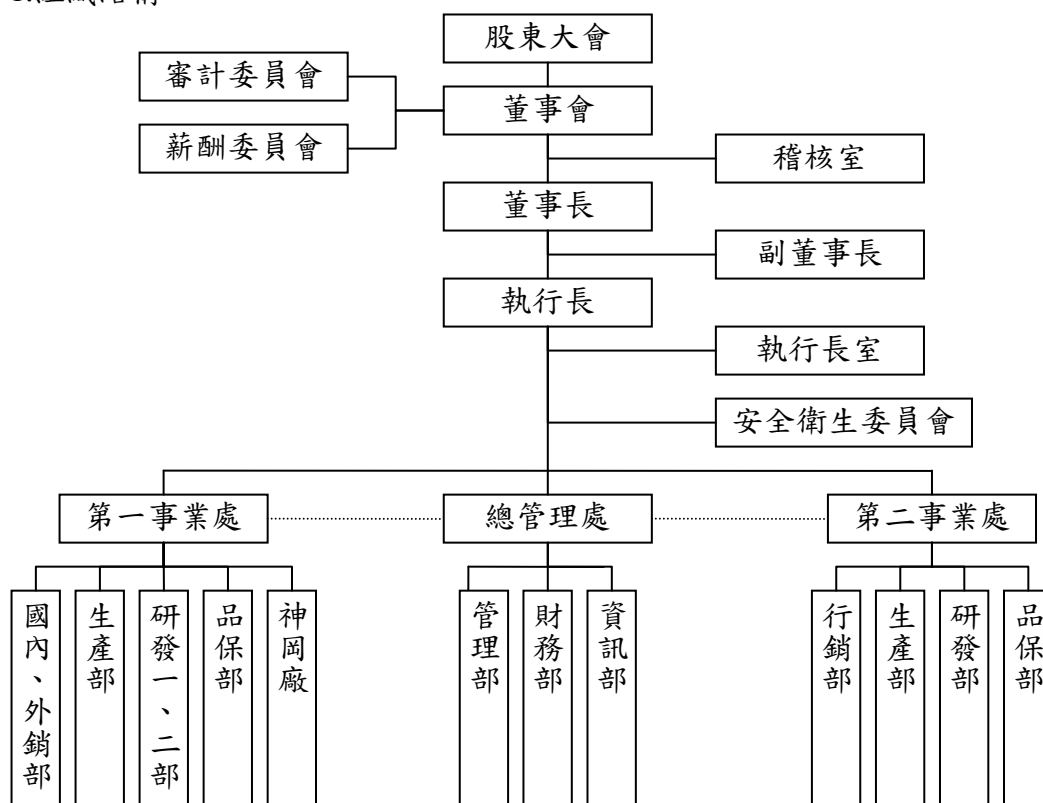 股東大會
審計委員會
董事會
薪酬委員會
稽核室
董事長
副董事長
執行長
執行長室
安全衛生委員會
第一事業處
總管理處
第二事業處
國內、外銷部
生產部
研發一、二部
品保部
神岡廠
管理部
財務部
資訊部
行銷部
生產部
研發部
品保部